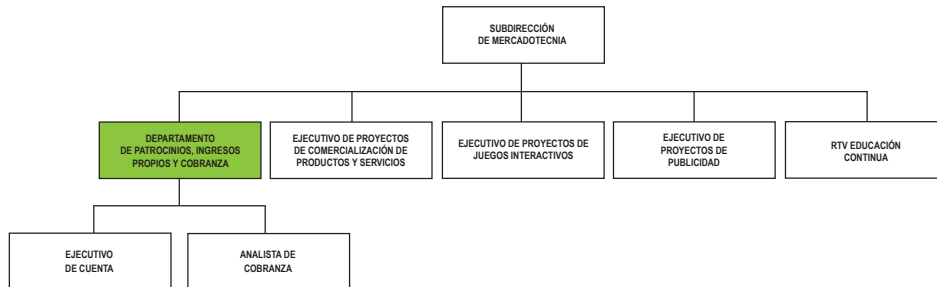 SUBDIRECCIÓN
DE MERCADOTECNIA
DEPARTAMENTO
DE PATROCINIOS, INGRESOS
PROPIOS Y COBRANZA
EJECUTIVO DE PROYECTOS
DE COMERCIALIZACIÓN DE
PRODUCTOS Y SERVICIOS
EJECUTIVO DE PROYECTOS DE
JUEGOS INTERACTIVOS
EJECUTIVO DE
PROYECTOS DE
PUBLICIDAD
RTV EDUCACIÓN
CONTINUA
EJECUTIVO
DE CUENTA
ANALISTA DE
COBRANZA